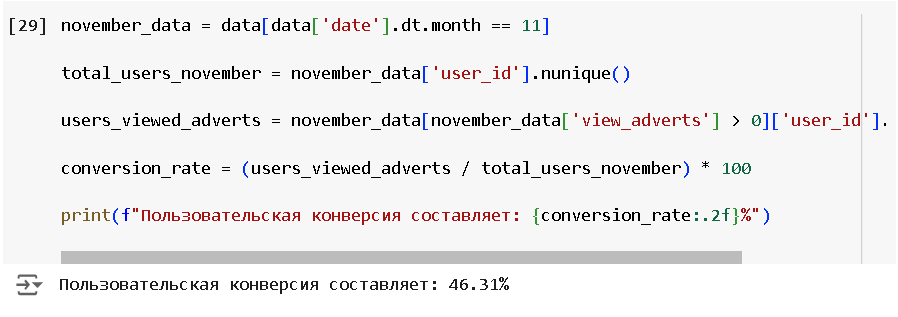 [29] november_data = data[data['date'].dt.month == 11]
total_users_november = november_data['user_id'].nunique()
users_viewed_adverts = november_data[november_data['view_adverts'] > 0]['user_id'].
conversion_rate = (users_viewed_adverts / total_users_november) * 100
print(f"Пользовательская конверсия составляет: {conversion_rate:.2f}%")
Пользовательская конверсия составляет: 46.31%